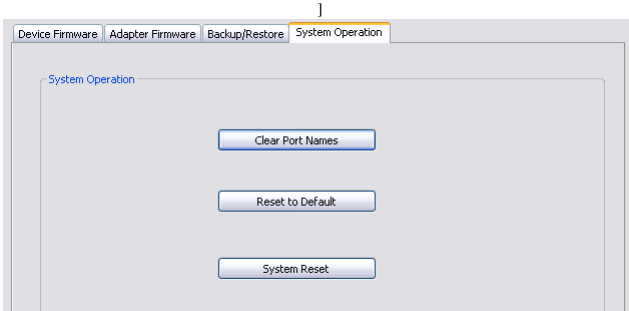 ]
Device Firmware Adapter Firmware Backup/Restore System Operation
System Operation
Clear Port Names
Reset to Default
System Reset